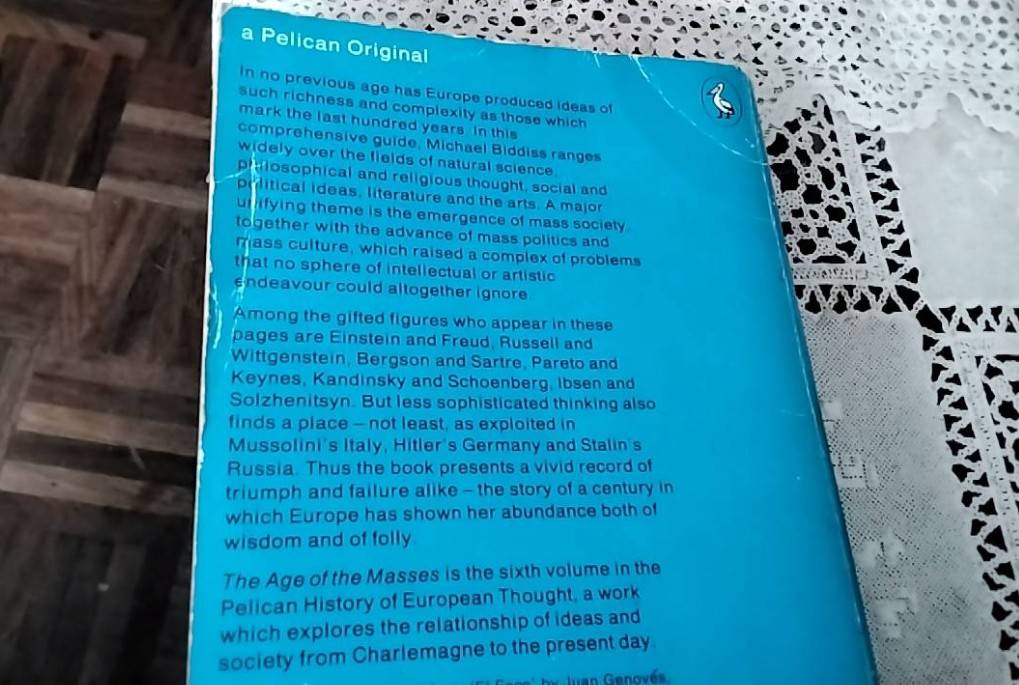 a Pelican Original
In no previous age has Europe produced ideas of
such richness and complexity as those which
mark the last hundred years. In this
comprehensive guide, Michael Biddiss ranges
widely over the fields of natural science,
philosophical and religious thought, social and
political ideas, literature and the arts. A major
unifying theme is the emergence of mass society,
together with the advance of mass politics and
mass culture, which raised a complex of problems
that no sphere of intellectual or artistic
endeavour could altogether ignore.
Among the gifted figures who appear in these
pages are Einstein and Freud, Russell and
Wittgenstein, Bergson and Sartre, Pareto and
Keynes, Kandinsky and Schoenberg, Ibsen and
Solzhenitsyn. But less sophisticated thinking also
finds a place – not least, as exploited in
Mussolini's Italy, Hitler's Germany and Stalin's
Russia. Thus the book presents a vivid record of
triumph and failure alike – the story of a century in
which Europe has shown her abundance both of
wisdom and of folly.
The Age of the Masses is the sixth volume in the
Pelican History of European Thought, a work
which explores the relationship of ideas and
society from Charlemagne to the present day.
by Juan Genovés,